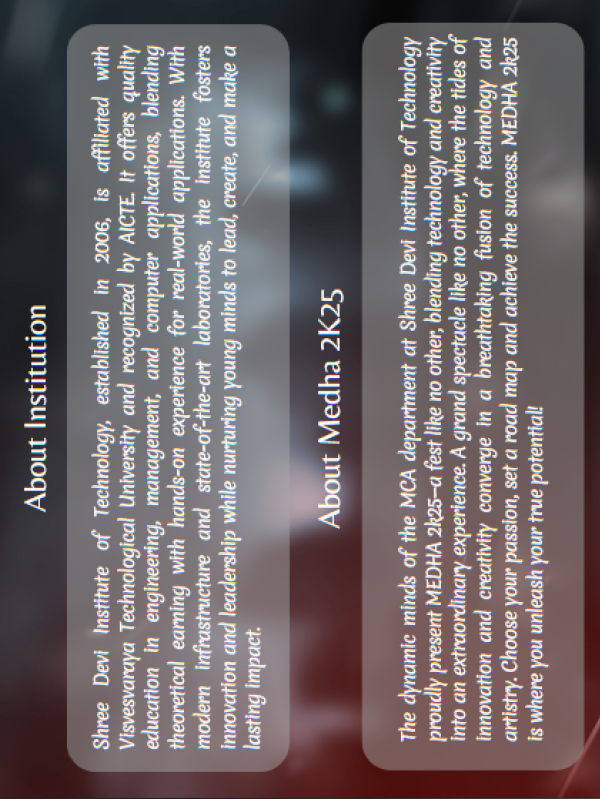 About Institution
Shree Devi Institute of Technology, established in 2006, is affiliated with
Visvesvaraya Technological University and recognized by AICTE. It offers quality
education in engineering, management, and computer applications, blending
theoretical earning with hands-on experience for real-world applications. With
modern infrastructure and state-of-the-art laboratories, the institute fosters
innovation and leadership while nurturing young minds to lead, create, and make a
lasting impact.
About Medha 2K25
The dynamic minds of the MCA department at Shree Devi Institute of Technology
proudly present MEDHA 2k25—a fest like no other, blending technology and creativity
into an extraordinary experience. A grand spectacle like no other, where the tides of
innovation and creativity converge in a breathtaking fusion of technology and
artistry. Choose your passion, set a road map and achieve the success. MEDHA 2k25
is where you unleash your true potential!